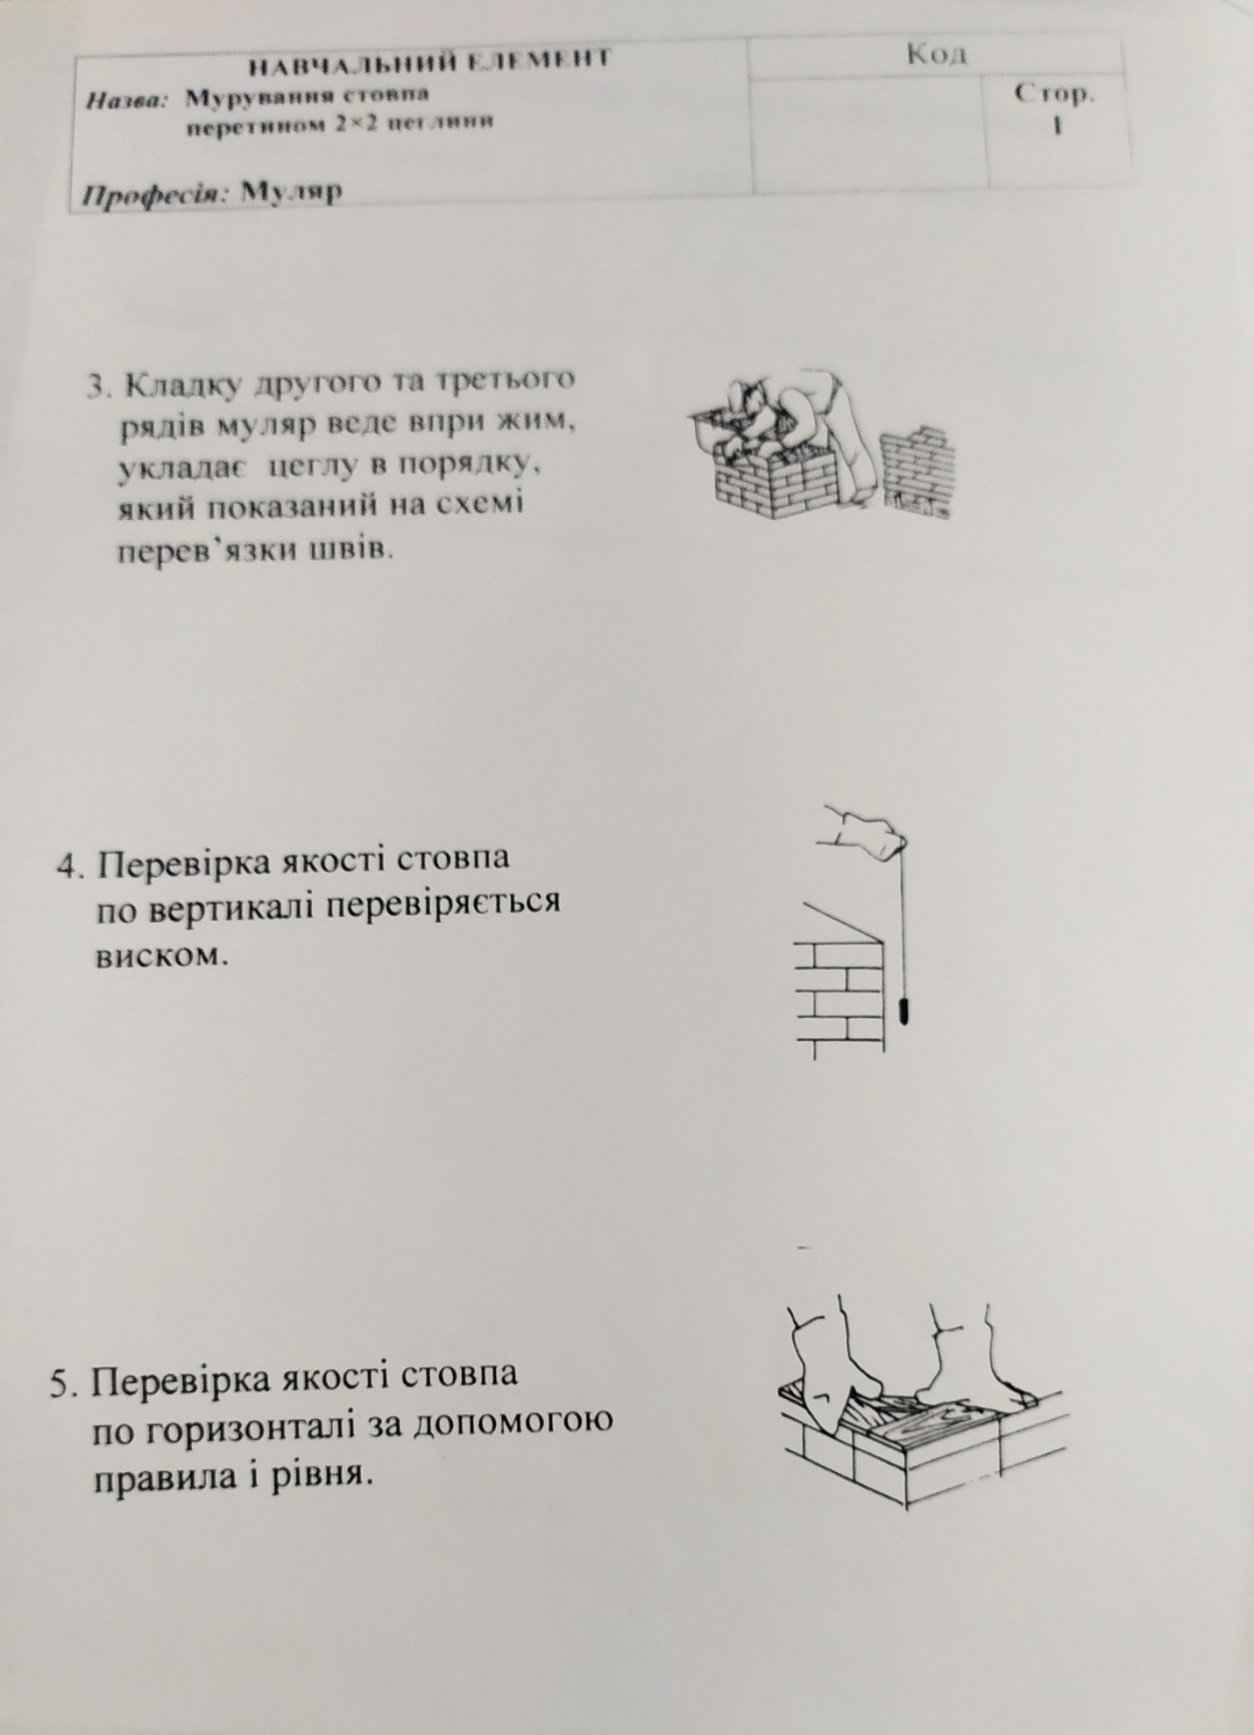 НАВЧАЛЬНИЙ ЕЛЕМЕНТ
Код
Назва: Мурування стовпа
Стор.
перетином 2×2 цеглини
1
Професія: Муляр
3. Кладку другого та третього
рядів муляр веде впри жим,
укладає цеглу в порядку,
який показаний на схемі
перев’язки швів.
4. Перевірка якості стовпа
по вертикалі перевіряється
виском.
5. Перевірка якості стовпа
по горизонталі за допомогою
правила і рівня.